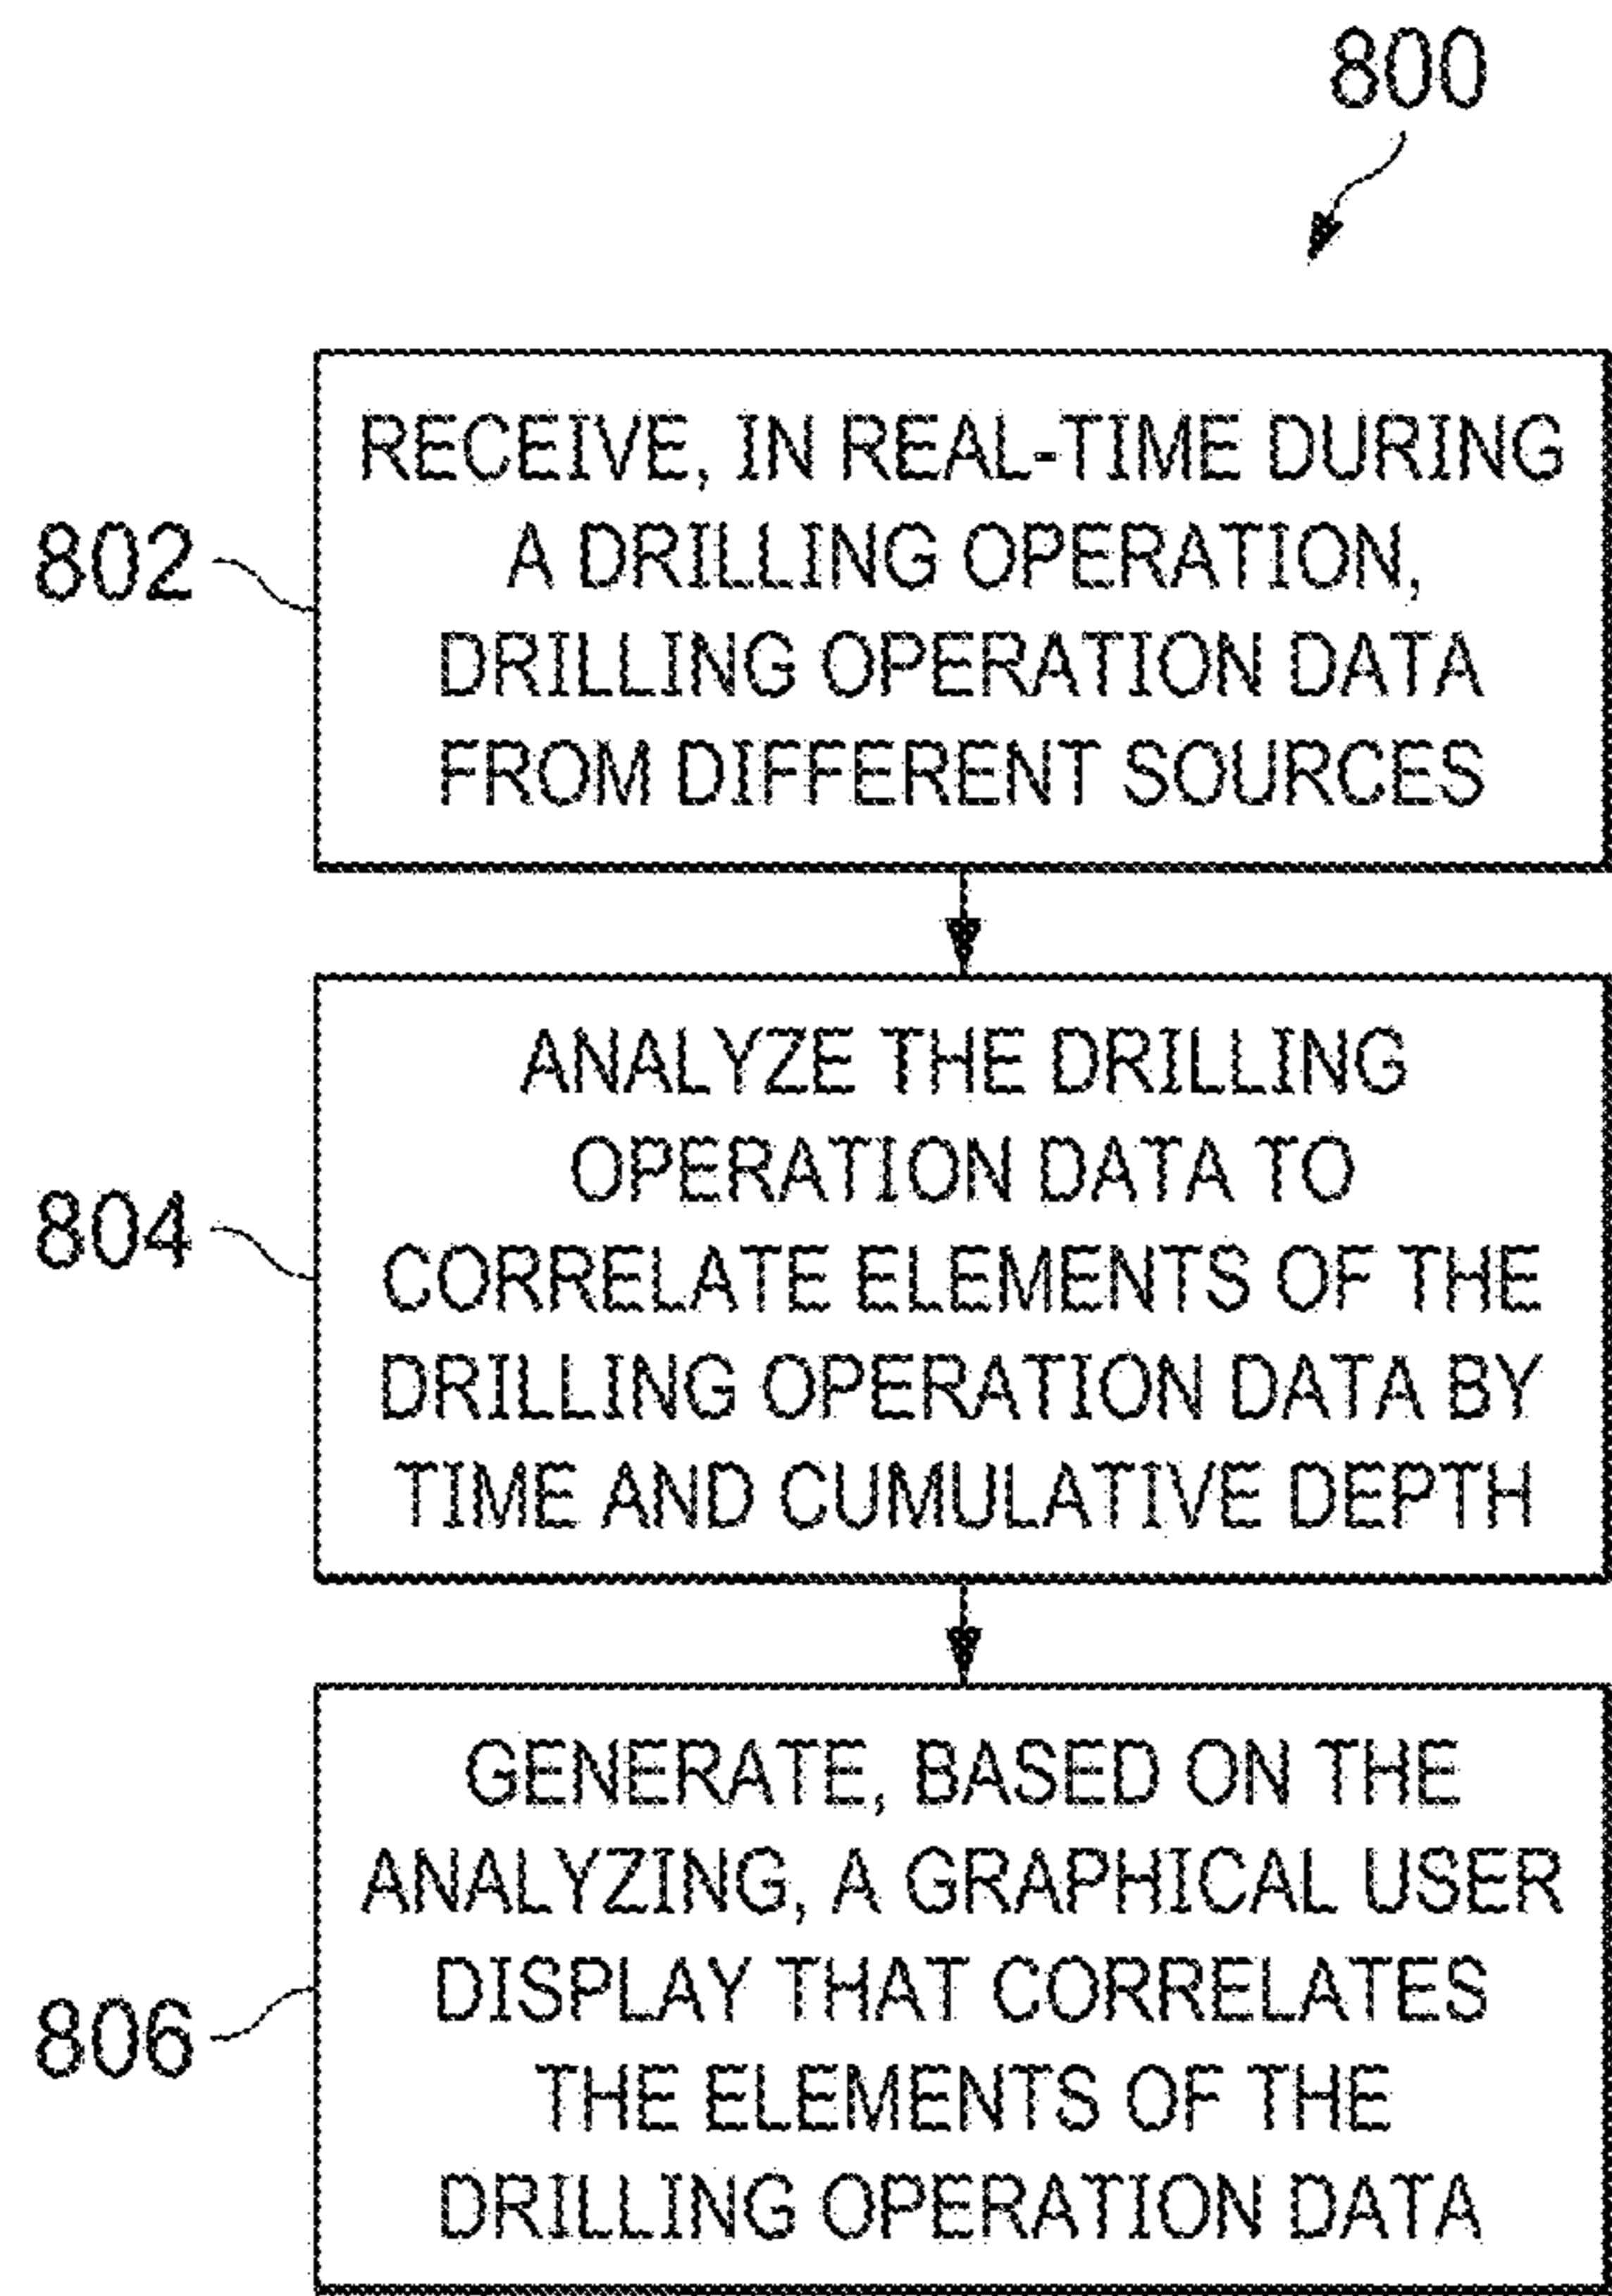 800
802
RECEIVE, IN REAL-TIME DURING
A DRILLING OPERATION,
DRILLING OPERATION DATA
FROM DIFFERENT SOURCES
804
ANALYZE THE DRILLING
OPERATION DATA TO
CORRELATE ELEMENTS OF THE
DRILLING OPERATION DATA BY
TIME AND CUMULATIVE DEPTH
806
GENERATE, BASED ON THE
ANALYZING, A GRAPHICAL USER
DISPLAY THAT CORRELATES
THE ELEMENTS OF THE
DRILLING OPERATION DATA